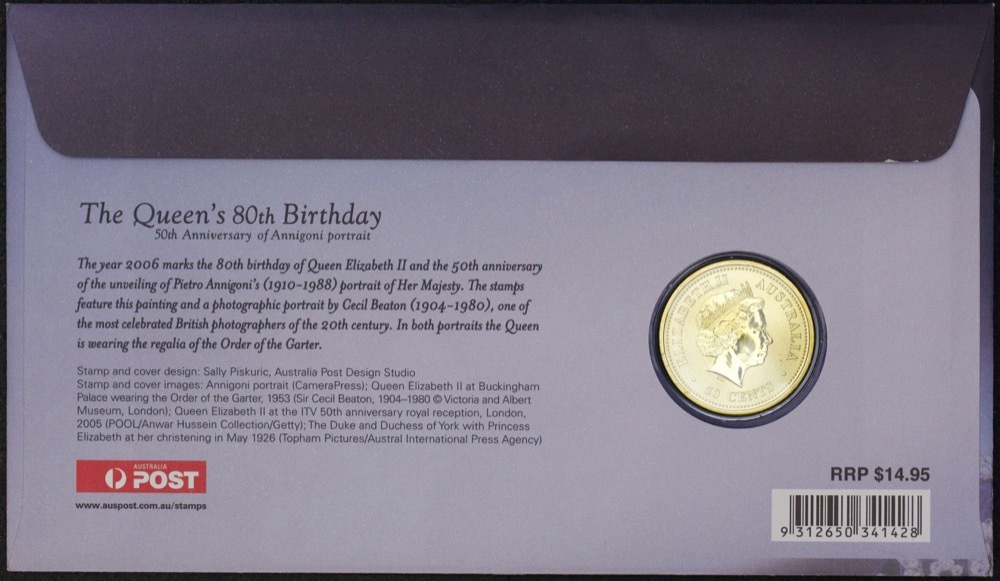 The Queen's 80th Birthday
50th Anniversary of Annigoni portrait
The year 2006 marks the 80th birthday of Queen Elizabeth II and the 50th anniversary
of the unveiling of Pietro Annigoni's (1910–1988) portrait of Her Majesty. The stamps
feature this painting and a photographic portrait by Cecil Beaton (1904–1980), one of
the most celebrated British photographers of the 20th century. In both portraits the Queen
is wearing the regalia of the Order of the Garter.
Stamp and cover design: Sally Piskuric, Australia Post Design Studio
Stamp and cover images: Annigoni portrait (CameraPress); Queen Elizabeth II at Buckingham
Palace wearing the Order of the Garter, 1953 (Sir Cecil Beaton, 1904–1980 © Victoria and Albert
Museum, London); Queen Elizabeth II at the ITV 50th anniversary royal reception, London,
2005 (POOL/Anwar Hussein Collection/Getty); The Duke and Duchess of York with Princess
Elizabeth at her christening in May 1926 (Topham Pictures/Austral International Press Agency)
AUSTRALIA
POST
www.auspost.com.au/stamps
ELIZABETH II AUSTRALIA
50 CENTS
RRP $14.95
9 312650 341428